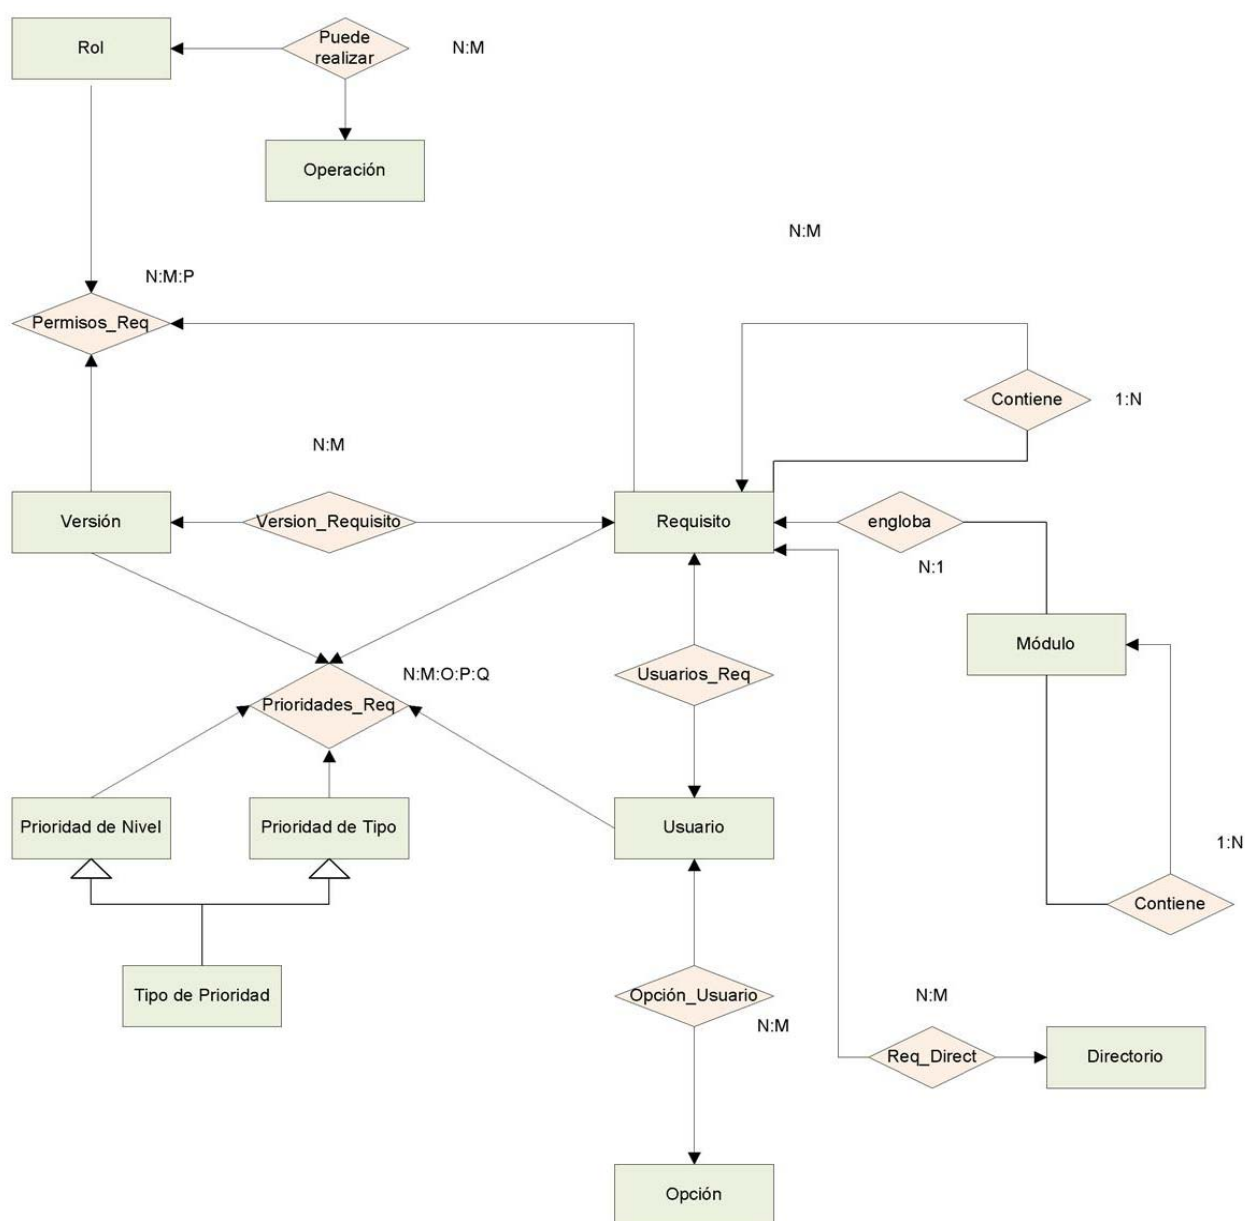 Rol
Puede
realizar
N:M
Operación
N:M
N:M:P
Permisos_Req
Contiene
1:N
N:M
Versión
Version_Requisito
Requisito
engloba
N:1
Módulo
N:M:O:P:Q
Usuarios_Req
Prioridades_Req
Prioridad de Nivel
Prioridad de Tipo
Usuario
1:N
Contiene
Tipo de Prioridad
Opción_Usuario
N:M
N:M
Req_Direct
Directorio
Opción